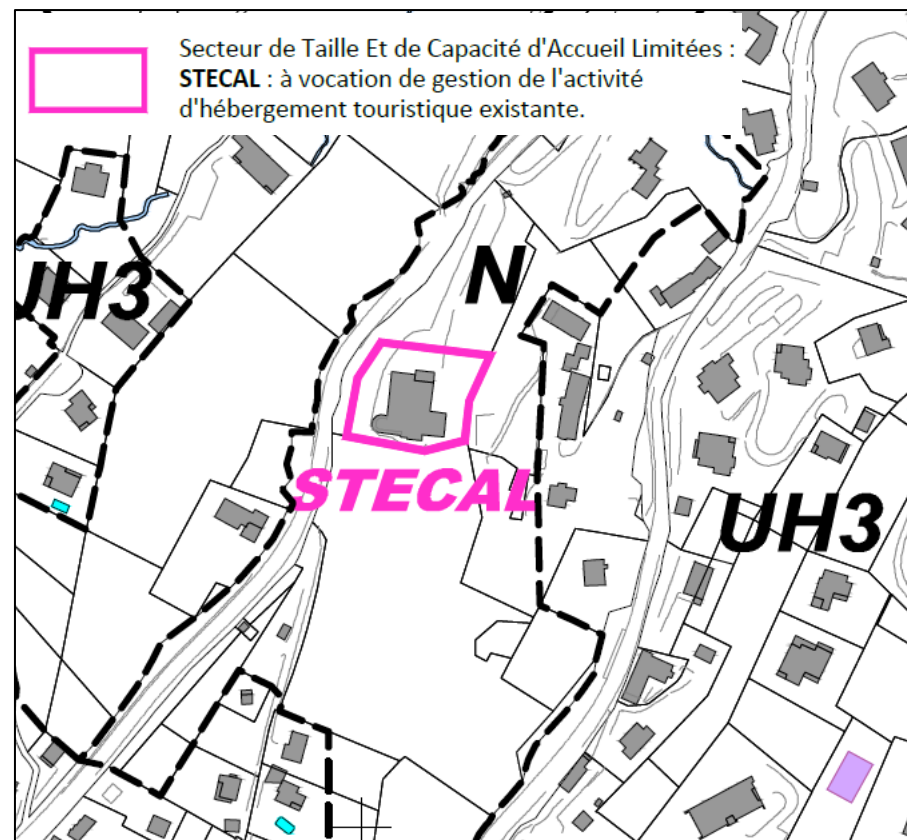 Secteur de Taille Et de Capacité d'Accueil Limitées :
STECAL : à vocation de gestion de l'activité
d'hébergement touristique existante.
N
UH3
STECAL
UH3